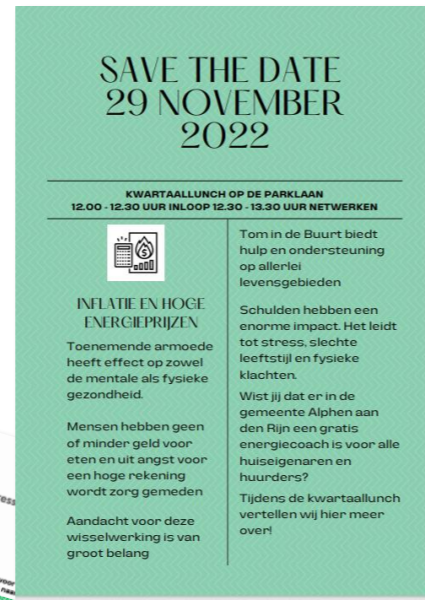 SAVE THE DATE
29 NOVEMBER
2022
KWARTAALLUNCH OP DE PARKLAAN
12.00 - 12.30 UUR INLOOP 12.30 - 13.30 UUR NETWERKEN
INFLATIE EN HOGE
ENERGIEPRIJZEN
Toenemende armoede
heeft effect op zowel
de mentale als fysieke
gezondheid.
Mensen hebben geen
of minder geld voor
eten en uit angst voor
een hoge rekening
wordt zorg gemeden
Aandacht voor deze
wisselwerking is van
groot belang
Tom in de Buurt biedt
hulp en ondersteuning
op allerlei
levensgebieden
Schulden hebben een
enorme impact. Het leidt
tot stress, slechte
leeftstijl en fysieke
klachten.
Wist jij dat er in de
gemeente Alphen aan
den Rijn een gratis
energiecoach is voor alle
huiseigenaren en
huurders?
Tijdens de kwartaallunch
vertellen wij hier meer
over!